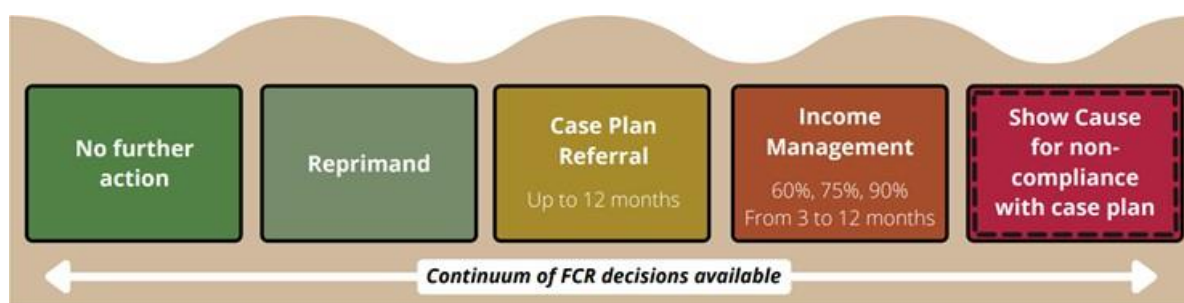 No further
action
Reprimand
Case Plan
Referral
Up to 12 months
Income
Management
60%, 75%, 90%
From 3 to 12 months
Show Cause
for non-
compliance
with case plan
Continuum of FCR decisions available